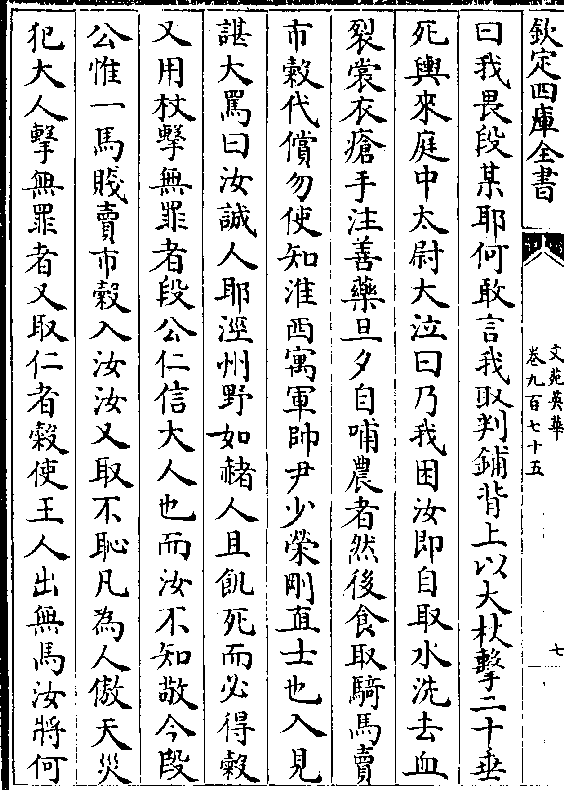 欽定四庫全書
文苑英華
卷九百七十五
七
曰我畏段某耶何敢言我取判鋪背上以大杖擊二十垂
死輿來庭中太尉大泣曰乃我困汝即自取水洗去血
裂裳衣瘡手注善藥旦夕自哺農者然後食取騎馬賣
市穀代償勿使知淮西寓軍帥尹少榮剛直士也入見
諶大罵曰汝誠人耶涇州野如赭人且飢死而必得穀
又用杖擊無罪者段公仁信大人也而汝不知敬今段
公惟一馬賤賣市穀入汝汝又取不恥凡為人傲天災
犯大人擊無罪者又取仁者穀使王人出無馬汝將何